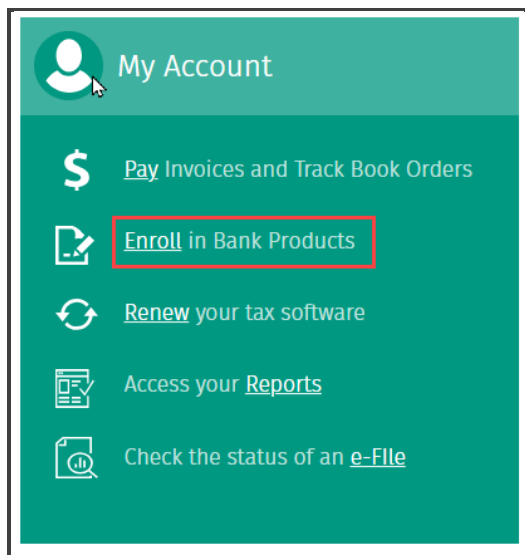 My Account
$
Pay Invoices and Track Book Orders
Enroll in Bank Products
Renew your tax software
Access your Reports
Check the status of an e-FIle